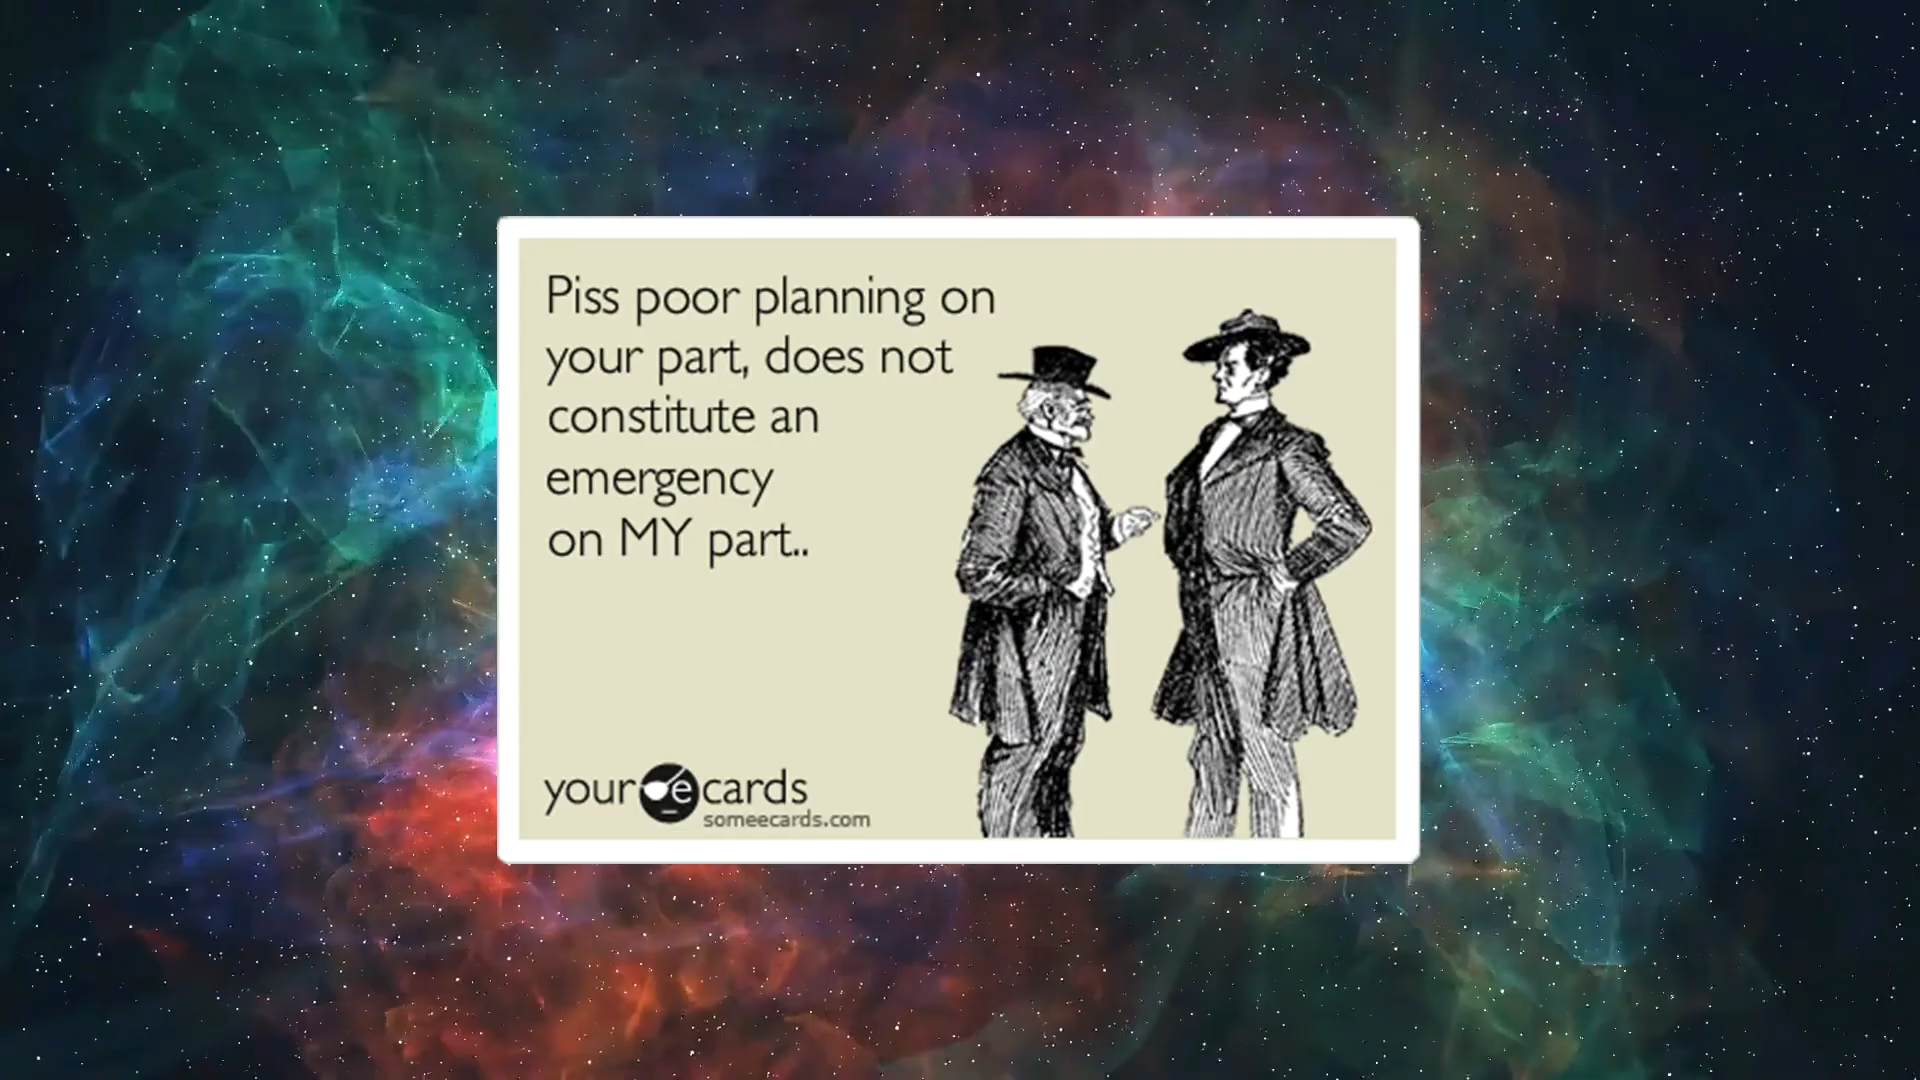 Piss poor planning on
your part, does not
constitute an
emergency
on MY part..
your e cards
someecards.com